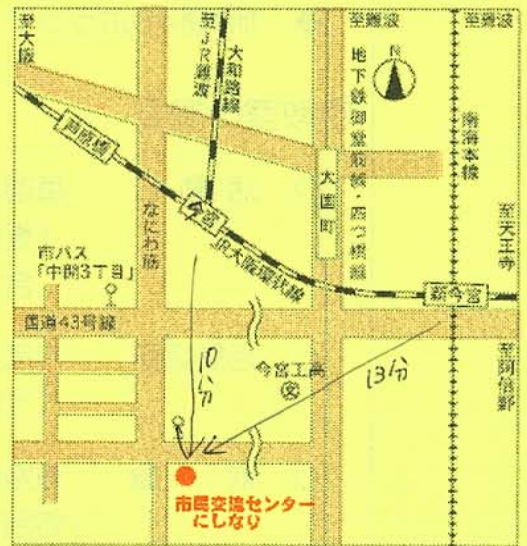 至大阪
至JR難波
大和路線
至難波
至難波
N
地下鉄御堂筋線・四つ橋線
南海本線
芦原橋
今宮
大国町
なにわ筋
JR大阪環状線
至天王寺
新今宮
市バス
「中開3丁目」
国道43号線
至阿倍野
今宮工高
文
10分
13分
市民交流センター
にしなり